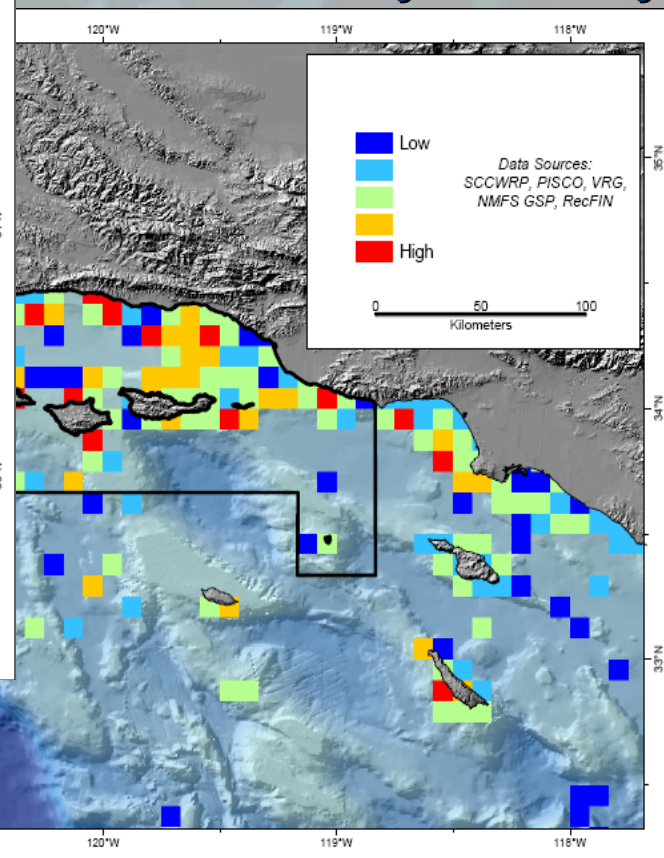 120°W 119°W 118°W
Low
High
Data Sources:
SCCWRP, PISCO, VRG,
NMFS GSP, RecFIN
0 50 100
Kilometers
35°N
34°N
33°N
120°W 119°W 118°W